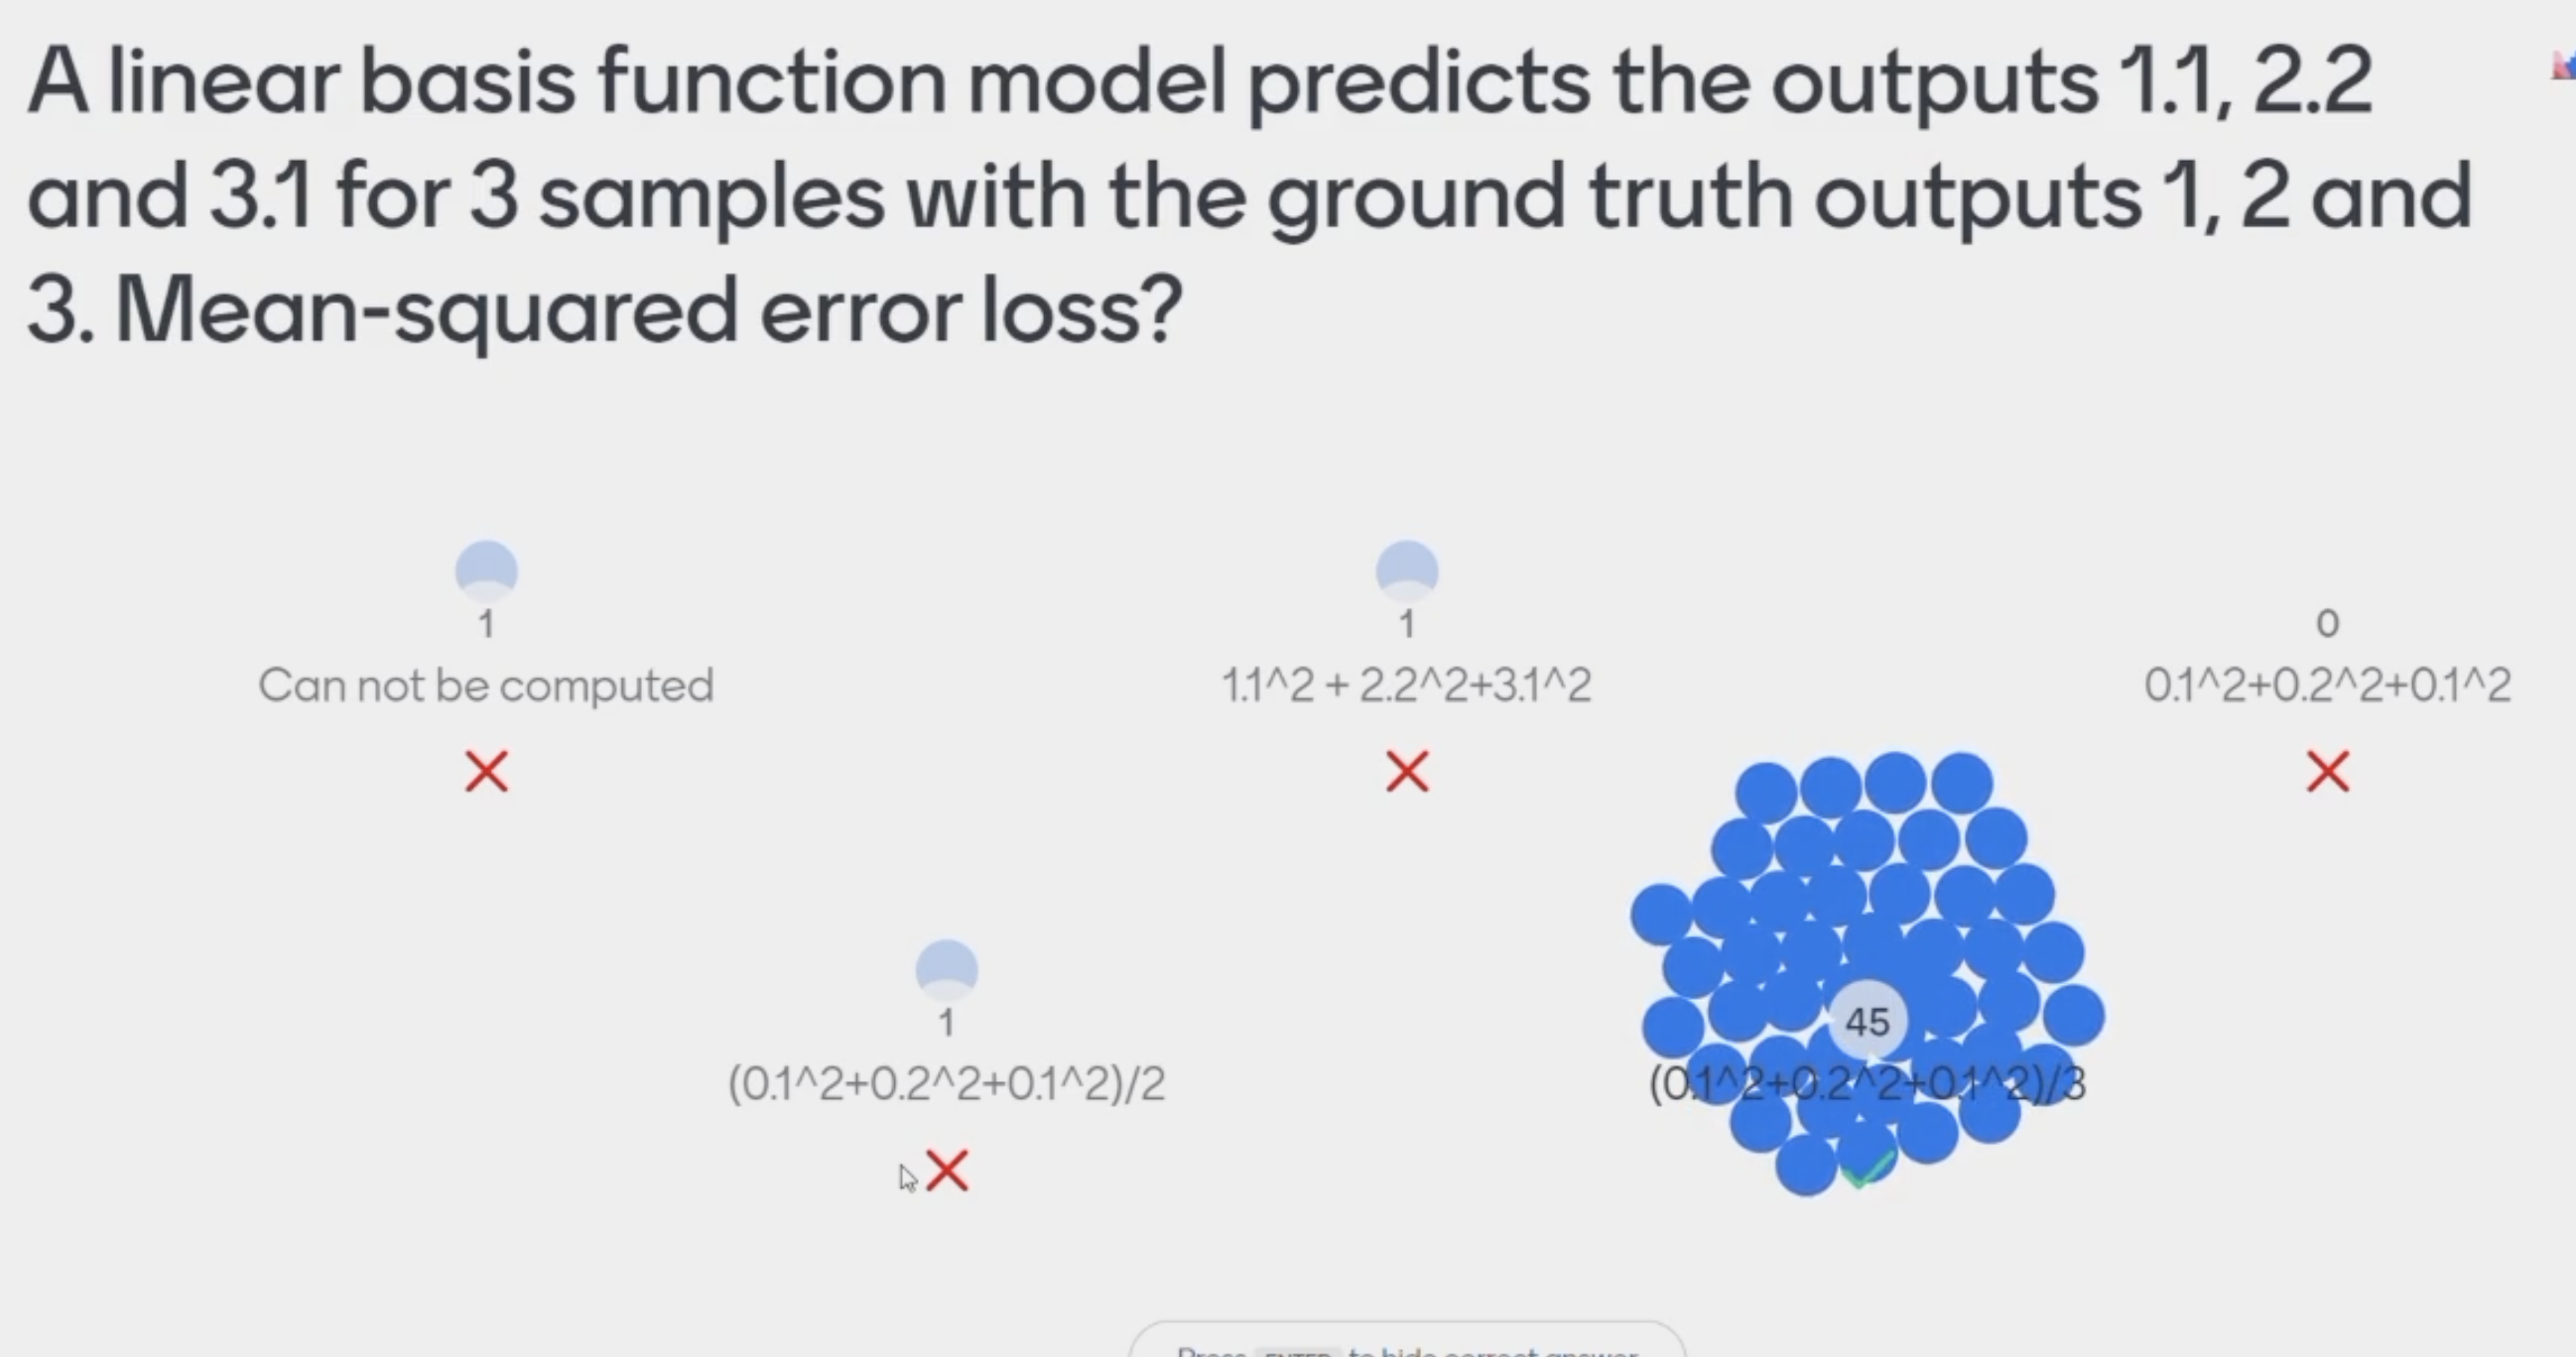 A linear basis function model predicts the outputs 1.1, 2.2
and 3.1 for 3 samples with the ground truth outputs 1, 2 and
3. Mean-squared error loss?
1
1
0
Can not be computed
1.1^2 + 2.2^2+3.1^2
0.1^2+0.2^2+0.1^2
1
45
(0.1^2+0.2^2+0.1^2)/2
(0.1^2+0.2^2+0.1^2)/3
Press ENTER to hide correct answer